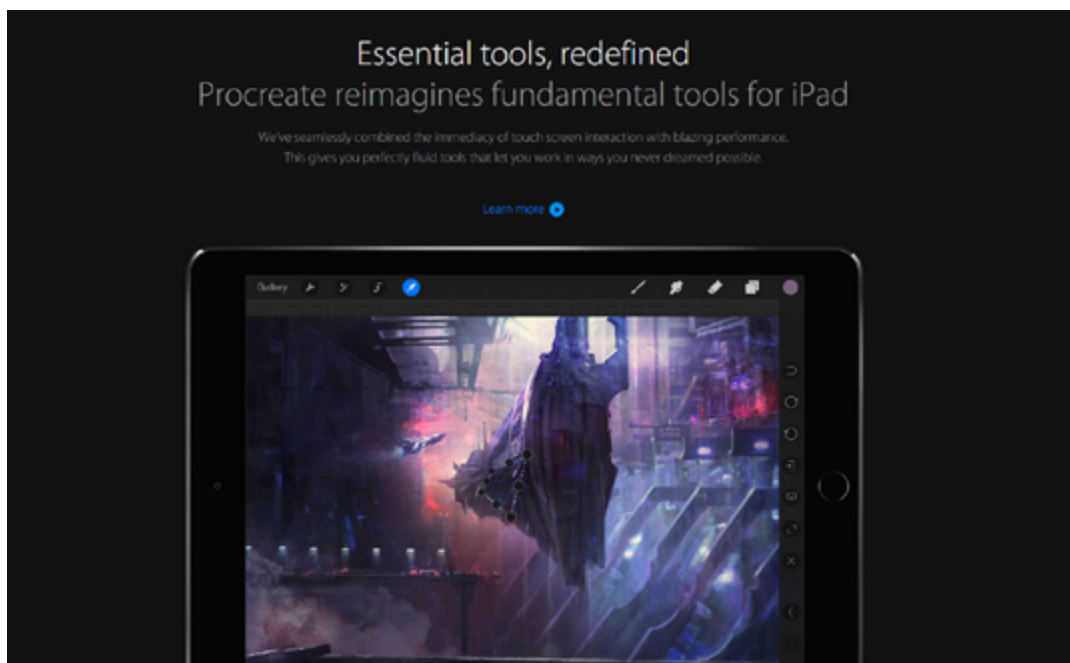 Essential tools, redefined
Procreate reimagines fundamental tools for iPad
We've seamlessly combined the immediacy of touch screen interaction with blazing performance.
This gives you perfectly fluid tools that let you work in ways you never dreamed possible.
Learn more
Gallery